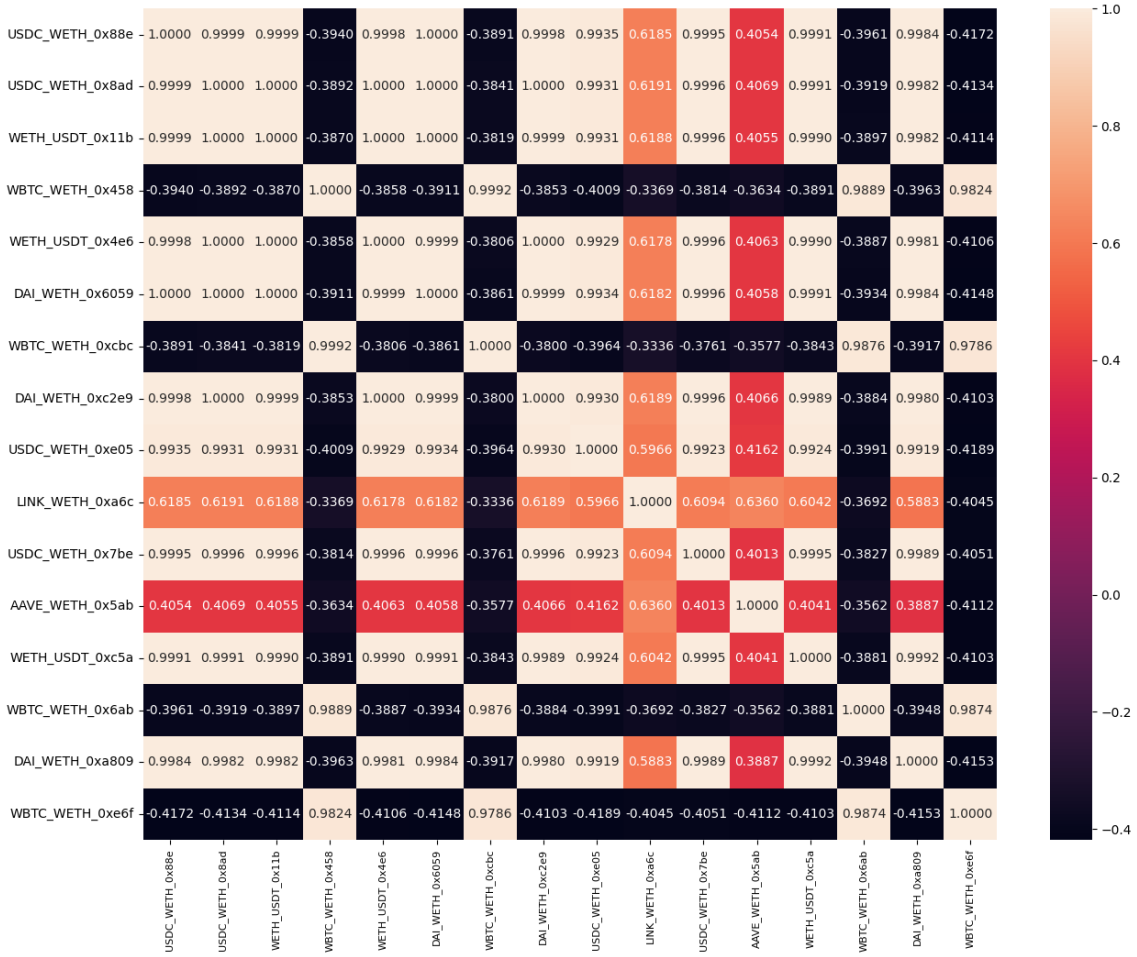 USDC_WETH_0x88e 1.0000 0.9999 0.9999 -0.3940 0.9998 1.0000 -0.3891 0.9998 0.9935 0.6185 0.9995 0.4054 0.9991 -0.3961 0.9984 -0.4172
USDC_WETH_0x8ad 0.9999 1.0000 1.0000 -0.3892 1.0000 1.0000 -0.3841 1.0000 0.9931 0.6191 0.9996 0.4069 0.9991 -0.3919 0.9982 -0.4134
WETH_USDT_0x11b 0.9999 1.0000 1.0000 -0.3870 1.0000 1.0000 -0.3819 0.9999 0.9931 0.6188 0.9996 0.4055 0.9990 -0.3897 0.9982 -0.4114
WBTC_WETH_0x458 -0.3940 -0.3892 -0.3870 1.0000 -0.3858 -0.3911 0.9992 -0.3853 -0.4009 -0.3369 -0.3814 -0.3634 -0.3891 0.9889 -0.3963 0.9824
WETH_USDT_0x4e6 0.9998 1.0000 1.0000 -0.3858 1.0000 0.9999 -0.3806 1.0000 0.9929 0.6178 0.9996 0.4063 0.9990 -0.3887 0.9981 -0.4106
DAI_WETH_0x6059 1.0000 1.0000 1.0000 -0.3911 0.9999 1.0000 -0.3861 0.9999 0.9934 0.6182 0.9996 0.4058 0.9991 -0.3934 0.9984 -0.4148
WBTC_WETH_0xcbc -0.3891 -0.3841 -0.3819 0.9992 -0.3806 -0.3861 1.0000 -0.3800 -0.3964 -0.3336 -0.3761 -0.3577 -0.3843 0.9876 -0.3917 0.9786
DAI_WETH_0xc2e9 0.9998 1.0000 0.9999 -0.3853 1.0000 0.9999 -0.3800 1.0000 0.9930 0.6189 0.9996 0.4066 0.9989 -0.3884 0.9980 -0.4103
USDC_WETH_0xe05 0.9935 0.9931 0.9931 -0.4009 0.9929 0.9934 -0.3964 0.9930 1.0000 0.5966 0.9923 0.4162 0.9924 -0.3991 0.9919 -0.4189
LINK_WETH_0xa6c 0.6185 0.6191 0.6188 -0.3369 0.6178 0.6182 -0.3336 0.6189 0.5966 1.0000 0.6094 0.6360 0.6042 -0.3692 0.5883 -0.4045
USDC_WETH_0x7be 0.9995 0.9996 0.9996 -0.3814 0.9996 0.9996 -0.3761 0.9996 0.9923 0.6094 1.0000 0.4013 0.9995 -0.3827 0.9989 -0.4051
AAVE_WETH_0x5ab 0.4054 0.4069 0.4055 -0.3634 0.4063 0.4058 -0.3577 0.4066 0.4162 0.6360 0.4013 1.0000 0.4041 -0.3562 0.3887 -0.4112
WETH_USDT_0xc5a 0.9991 0.9991 0.9990 -0.3891 0.9990 0.9991 -0.3843 0.9989 0.9924 0.6042 0.9995 0.4041 1.0000 -0.3881 0.9992 -0.4103
WBTC_WETH_0x6ab -0.3961 -0.3919 -0.3897 0.9889 -0.3887 -0.3934 0.9876 -0.3884 -0.3991 -0.3692 -0.3827 -0.3562 -0.3881 1.0000 -0.3948 0.9874
DAI_WETH_0xa809 0.9984 0.9982 0.9982 -0.3963 0.9981 0.9984 -0.3917 0.9980 0.9919 0.5883 0.9989 0.3887 0.9992 -0.3948 1.0000 -0.4153
WBTC_WETH_0xe6f -0.4172 -0.4134 -0.4114 0.9824 -0.4106 -0.4148 0.9786 -0.4103 -0.4189 -0.4045 -0.4051 -0.4112 -0.4103 0.9874 -0.4153 1.0000
USDC_WETH_0x88e
USDC_WETH_0x8ad
WETH_USDT_0x11b
WBTC_WETH_0x458
WETH_USDT_0x4e6
DAI_WETH_0x6059
WBTC_WETH_0xcbc
DAI_WETH_0xc2e9
USDC_WETH_0xe05
LINK_WETH_0xa6c
USDC_WETH_0x7be
AAVE_WETH_0x5ab
WETH_USDT_0xc5a
WBTC_WETH_0x6ab
DAI_WETH_0xa809
WBTC_WETH_0xe6f
1.0
0.8
0.6
0.4
0.2
0.0
−0.2
−0.4